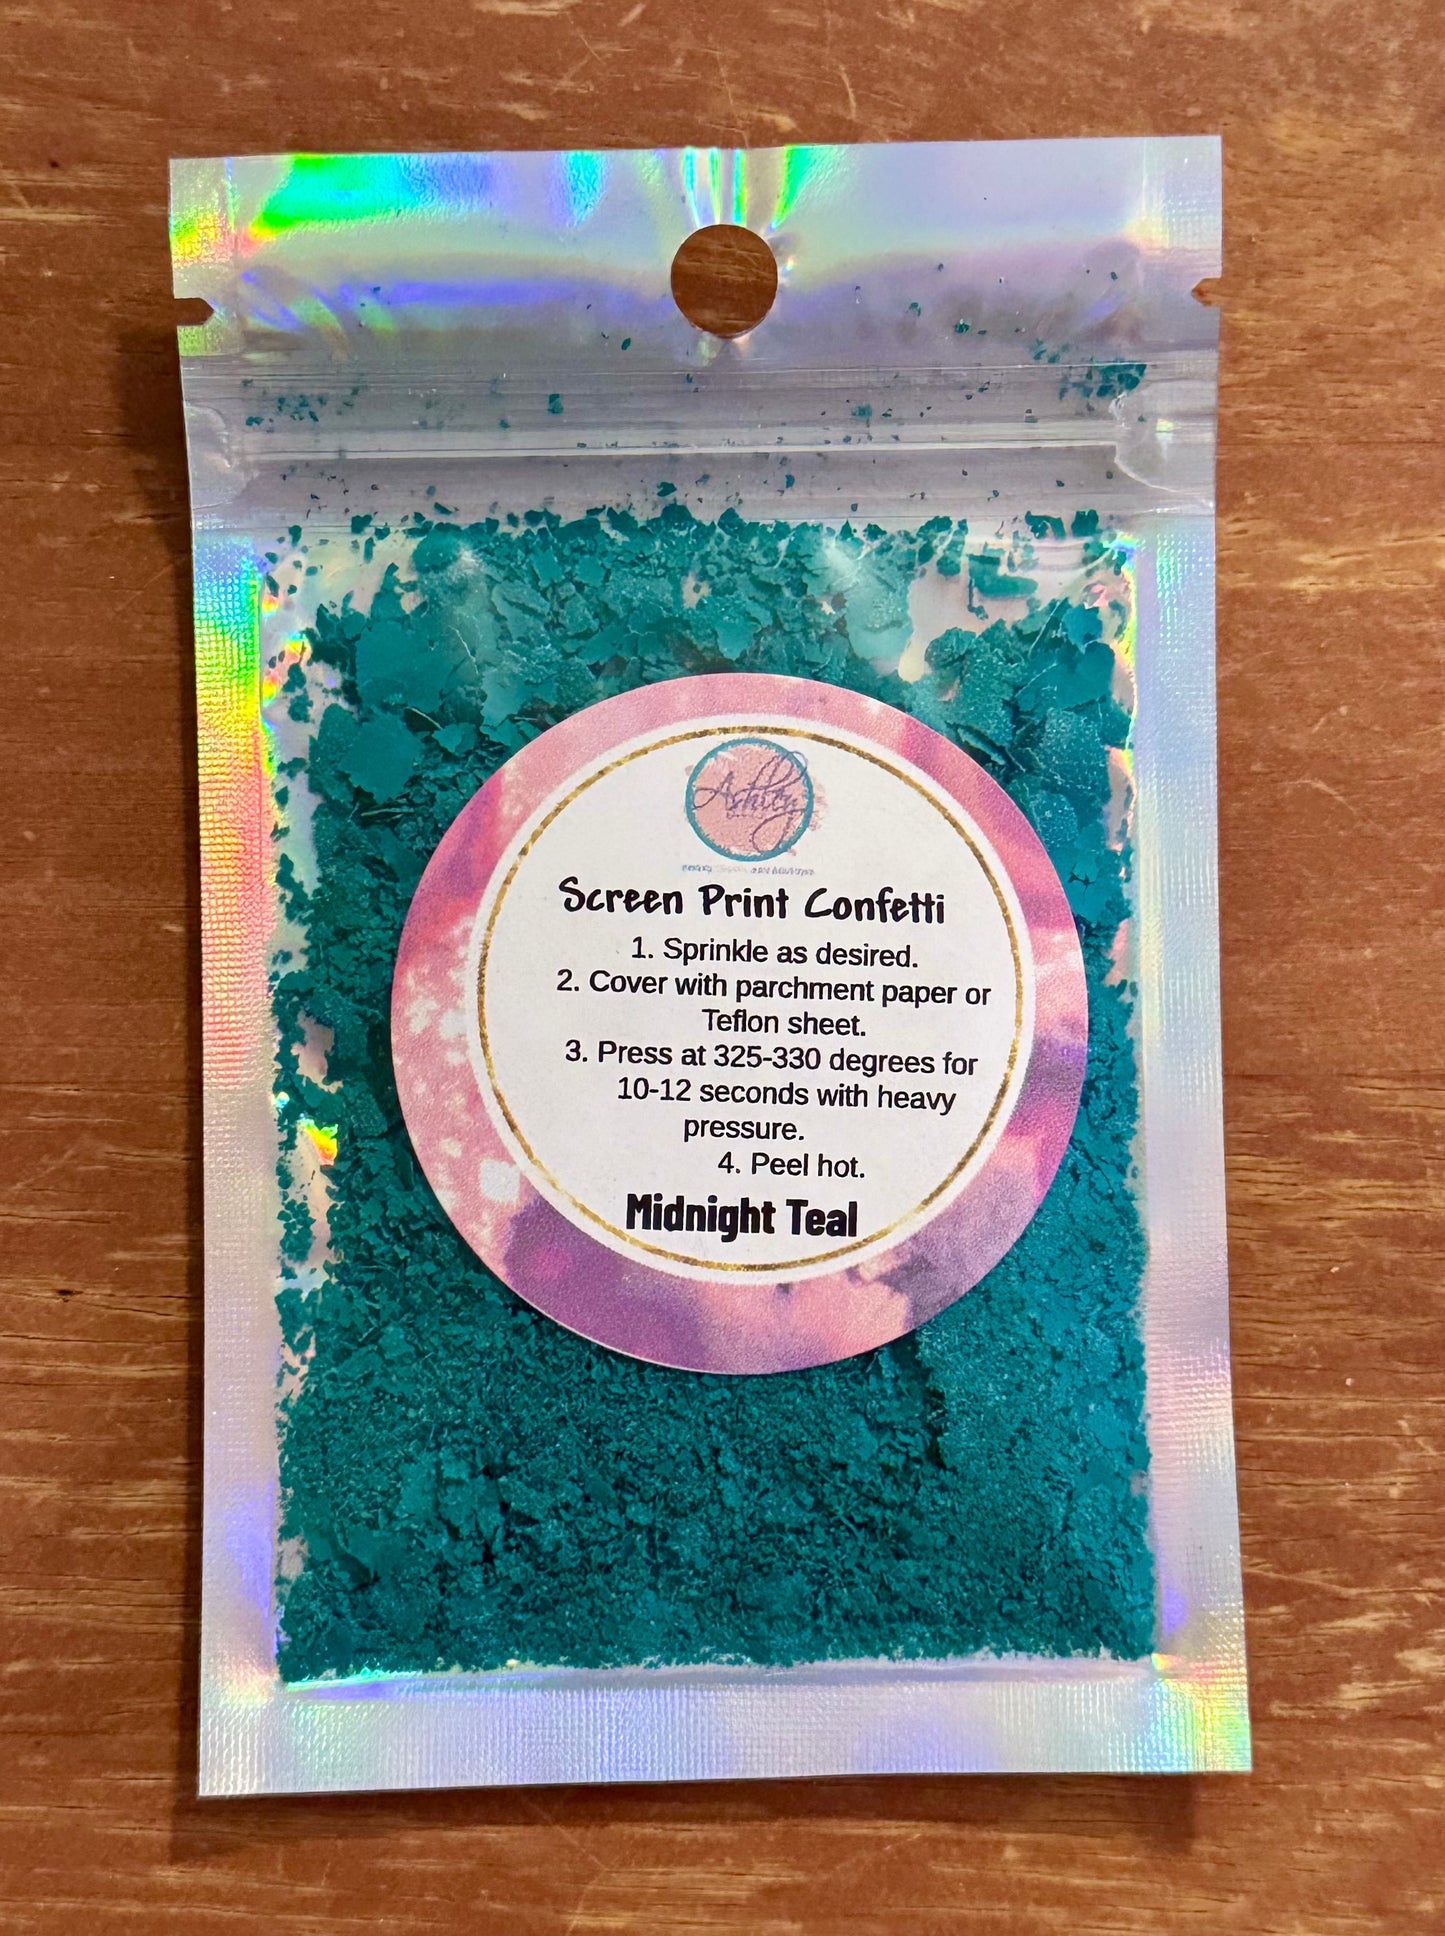 Ashley
Screen Print Confetti
1. Sprinkle as desired.
2. Cover with parchment paper or
Teflon sheet.
3. Press at 325-330 degrees for
10-12 seconds with heavy
pressure.
4. Peel hot.
Midnight Teal